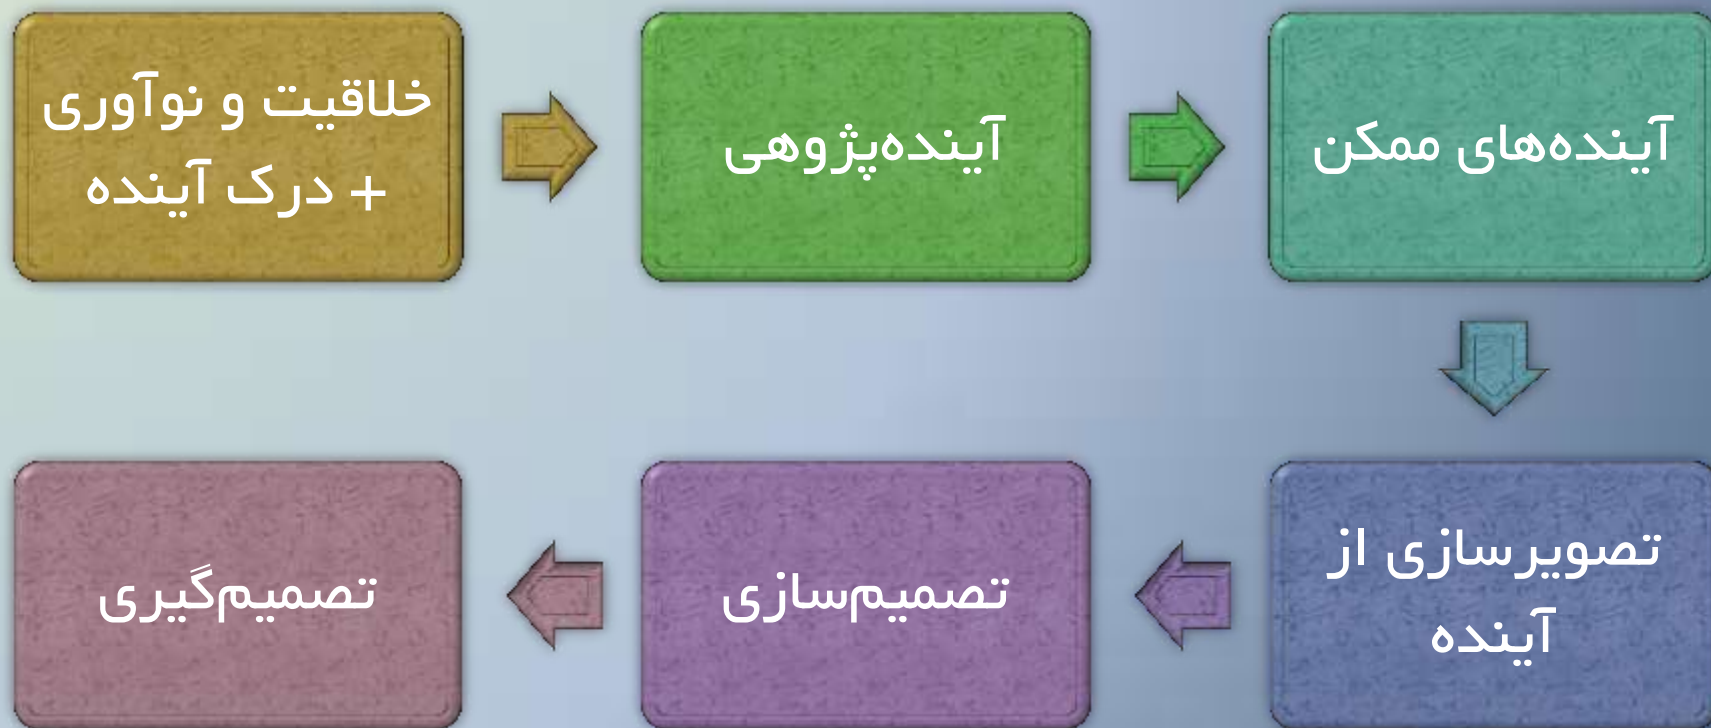 خلاقیت و نوآوری
+ درک آینده
آینده‌پژوهی
آینده‌های ممکن
تصویرسازی از
آینده
تصمیم‌سازی
تصمیم‌گیری